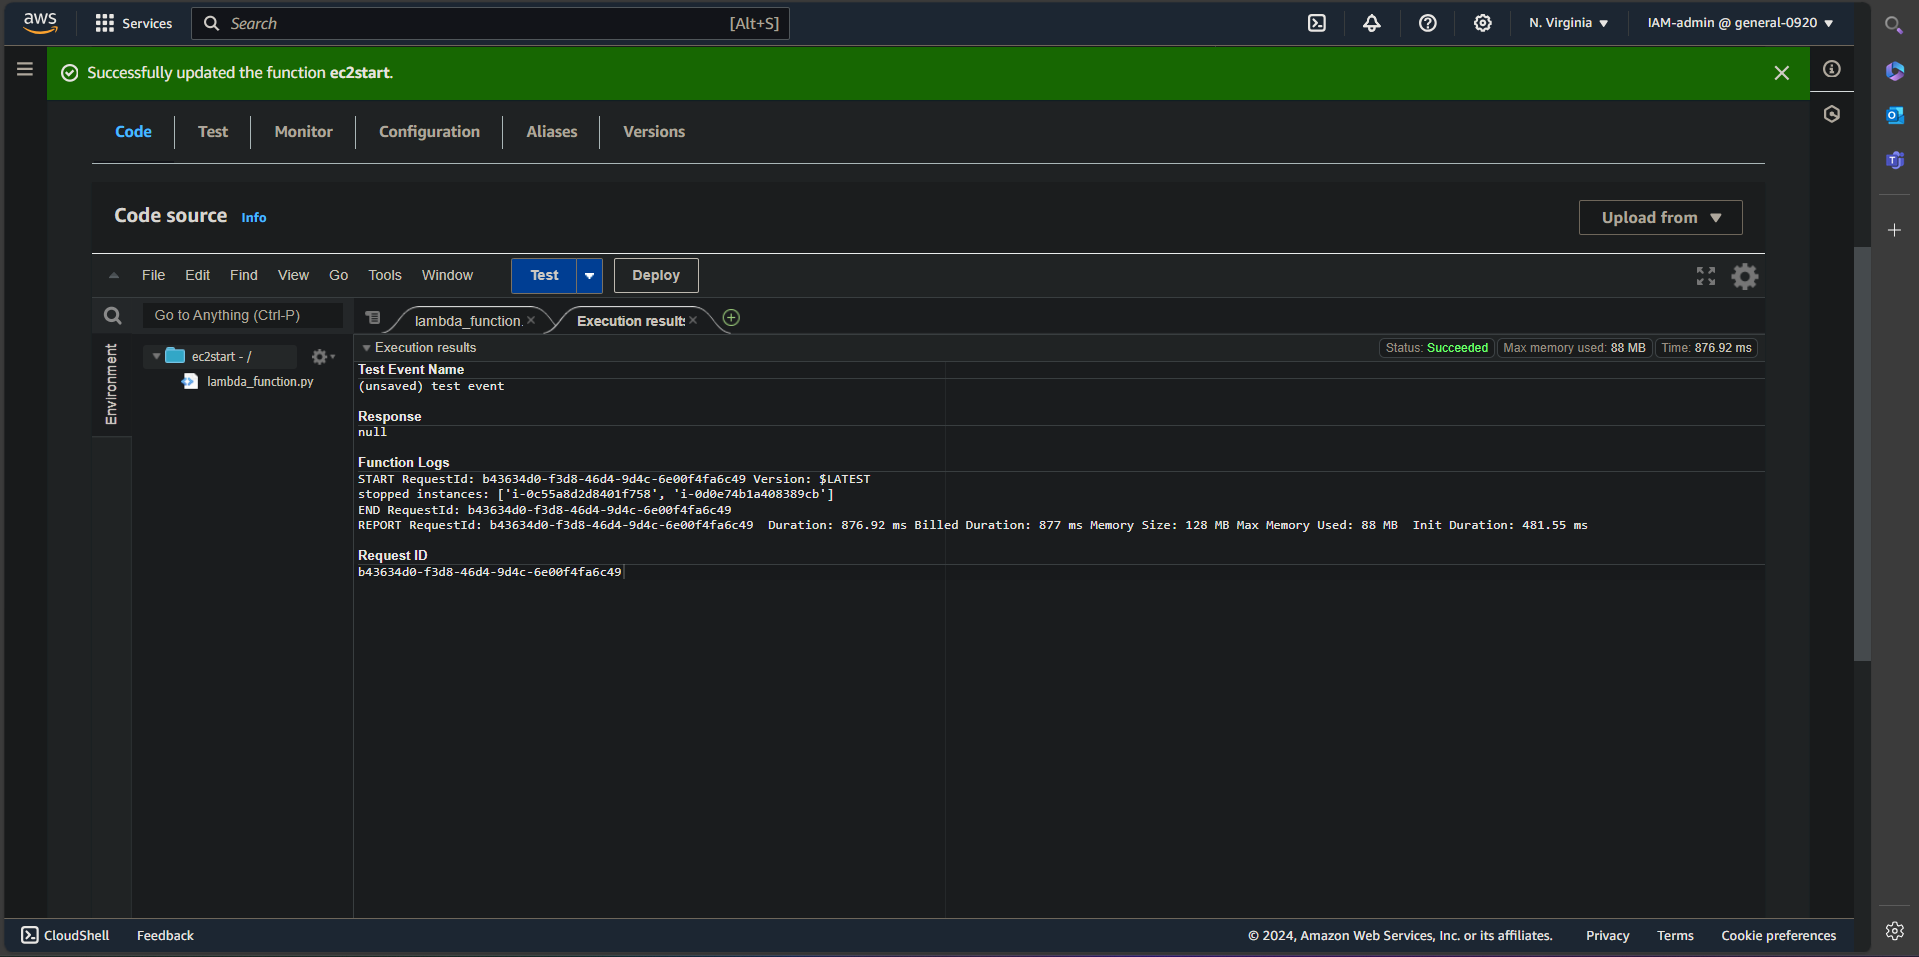 aws
Services
Search
[Alt+S]
N. Virginia
IAM-admin @ general-0920
Successfully updated the function ec2start.
Code
Test
Monitor
Configuration
Aliases
Versions
Code source
Info
Upload from
File
Edit
Find
View
Go
Tools
Window
Test
Deploy
Go to Anything (Ctrl-P)
lambda_function.
Execution results
Execution results
Status: Succeeded
Max memory used: 88 MB
Time: 876.92 ms
Environment
ec2start - /
lambda_function.py
Test Event Name
(unsaved) test event
Response
null
Function Logs
START RequestId: b43634d0-f3d8-46d4-9d4c-6e00f4fa6c49 Version: $LATEST
stopped instances: ['i-0c55a8d2d8401f758', 'i-0d0e74b1a408389cb']
END RequestId: b43634d0-f3d8-46d4-9d4c-6e00f4fa6c49
REPORT RequestId: b43634d0-f3d8-46d4-9d4c-6e00f4fa6c49 Duration: 876.92 ms Billed Duration: 877 ms Memory Size: 128 MB Max Memory Used: 88 MB Init Duration: 481.55 ms
Request ID
b43634d0-f3d8-46d4-9d4c-6e00f4fa6c49
CloudShell
Feedback
© 2024, Amazon Web Services, Inc. or its affiliates.
Privacy
Terms
Cookie preferences